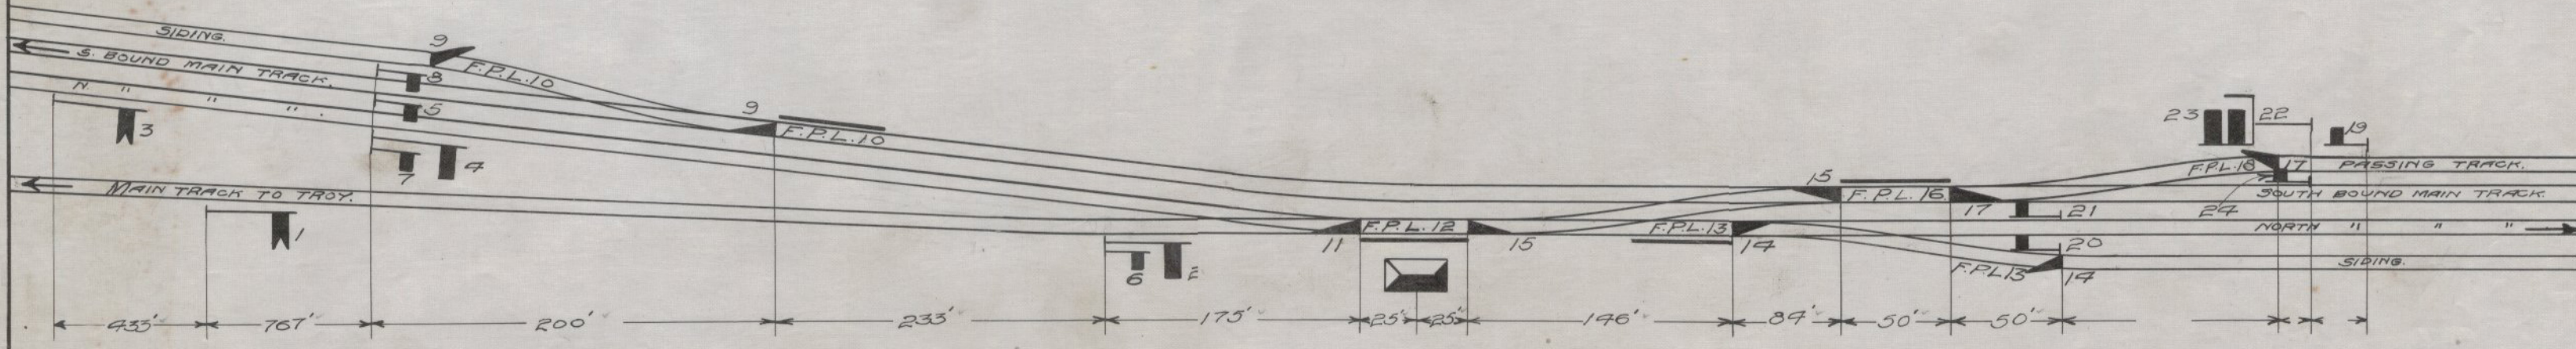 SIDING.
S. BOUND MAIN TRACK.
N. " " " .
MAIN TRACK TO TROY.
9
F.P.L.10
8
5
3
7
4
1
9
F.P.L.10
6
11
F.P.L.12
15
F.P.L.13
14
15
F.P.L.16
17
21
20
F.P.L13
14
23
22
19
F.P.L.18
17
24
PASSING TRACK.
SOUTH BOUND MAIN TRACK.
NORTH " " "
SIDING.
433' 767' 200' 233' 175' 25' 25' 146' 84' 50' 50'